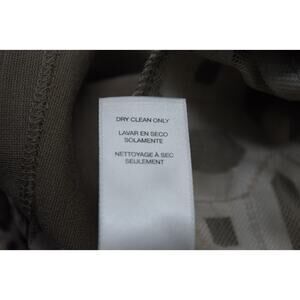 DRY CLEAN ONLY
LAVAR EN SECO
SOLAMENTE
NETTOYAGE À SEC
SEULEMENT